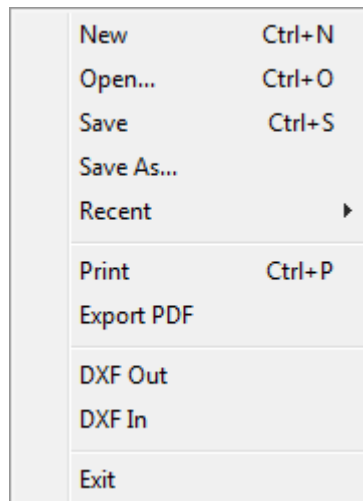 New Ctrl+N
Open... Ctrl+O
Save Ctrl+S
Save As...
Recent
Print Ctrl+P
Export PDF
DXF Out
DXF In
Exit